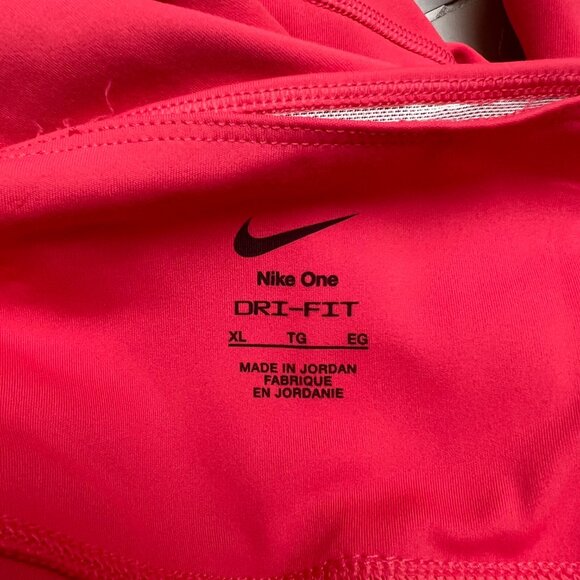 Nike One
DRI-FIT
XL TG EG
MADE IN JORDAN
FABRIQUE
EN JORDANIE